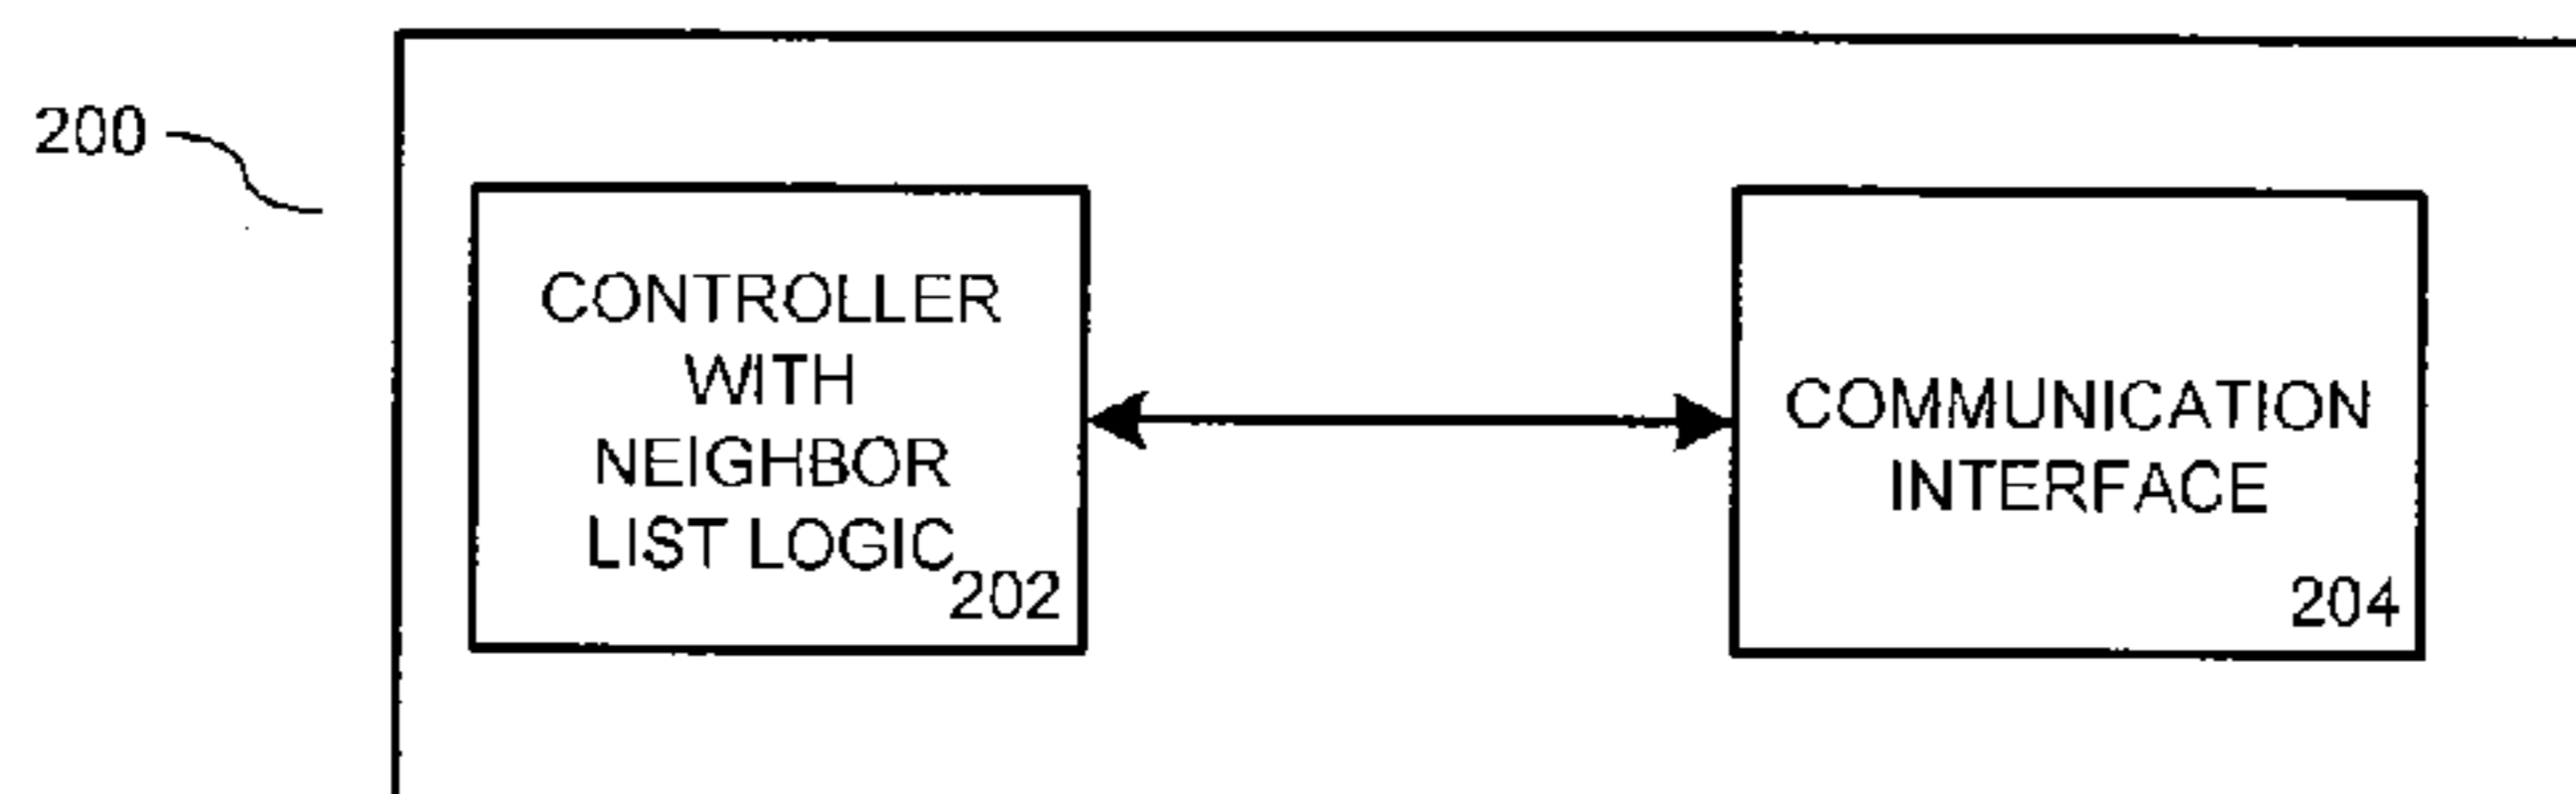 200
CONTROLLER
WITH
NEIGHBOR
LIST LOGIC
202
COMMUNICATION
INTERFACE
204